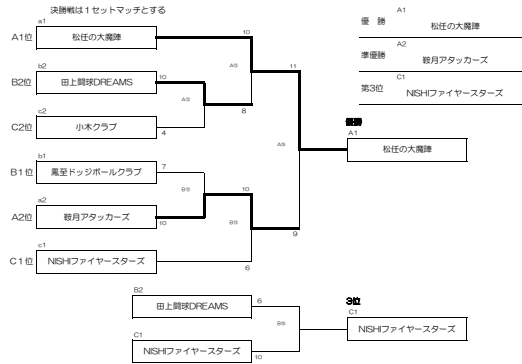 決勝戦は１セットマッチとする
a1
A1位 松任の大魔陣
10
b2
B2位 田上闘球DREAMS
10
8
c2
C2位 小木クラブ
4
11
b1
B1位 鳳至ドッジボールクラブ
7
a2
A2位 鞍月アタッカーズ
10
10
c1
C1位 NISHIファイヤースターズ
6
9
優勝
A1
松任の大魔陣
A1
優　勝 松任の大魔陣
A2
準優勝 鞍月アタッカーズ
C1
第3位 NISHIファイヤースターズ
B2
田上闘球DREAMS
6
C1
NISHIファイヤースターズ
10
3位
C1
NISHIファイヤースターズ